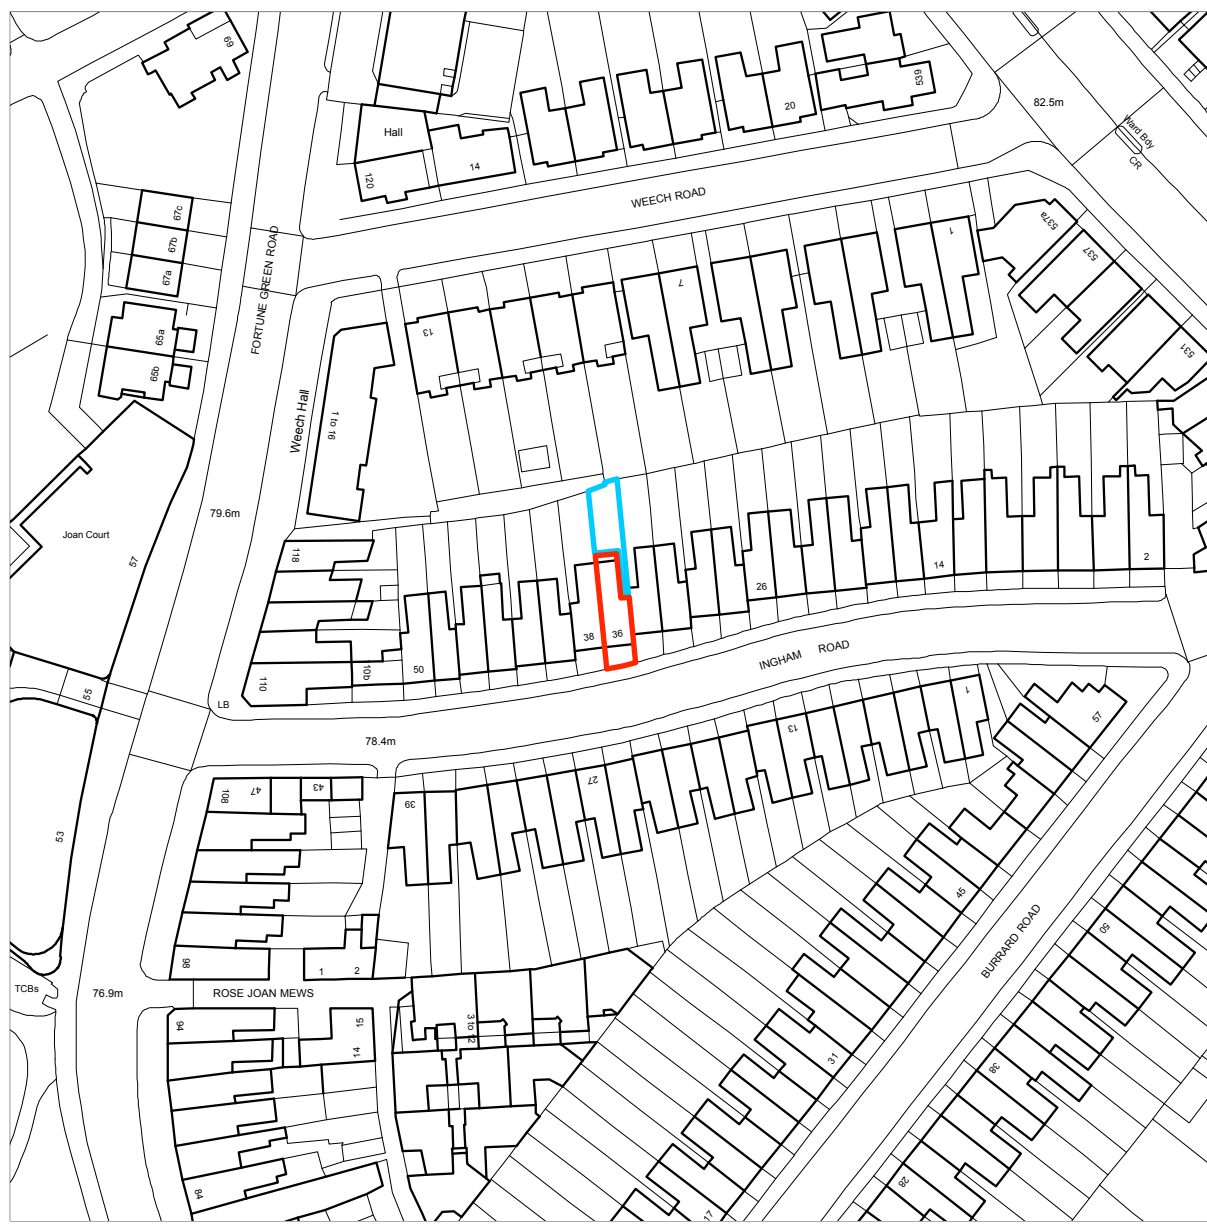 69
Hall
14
120
20
639
82.5m
Ward Bdy
CR
WEECH ROAD
67c
67b
67a
FORTUNE GREEN ROAD
65a
65b
13
7
1
537a
537
531
Weech Hall
1 to 16
79.6m
Joan Court
57
118
110
10b
50
38
36
26
14
2
INGHAM ROAD
55
LB
78.4m
53
108
47
43
39
27
13
1
57
45
98
1
2
TCBs
76.9m
ROSE JOAN MEWS
BURRARD ROAD
50
94
15
14
3 to 12
31
38
84
17
28